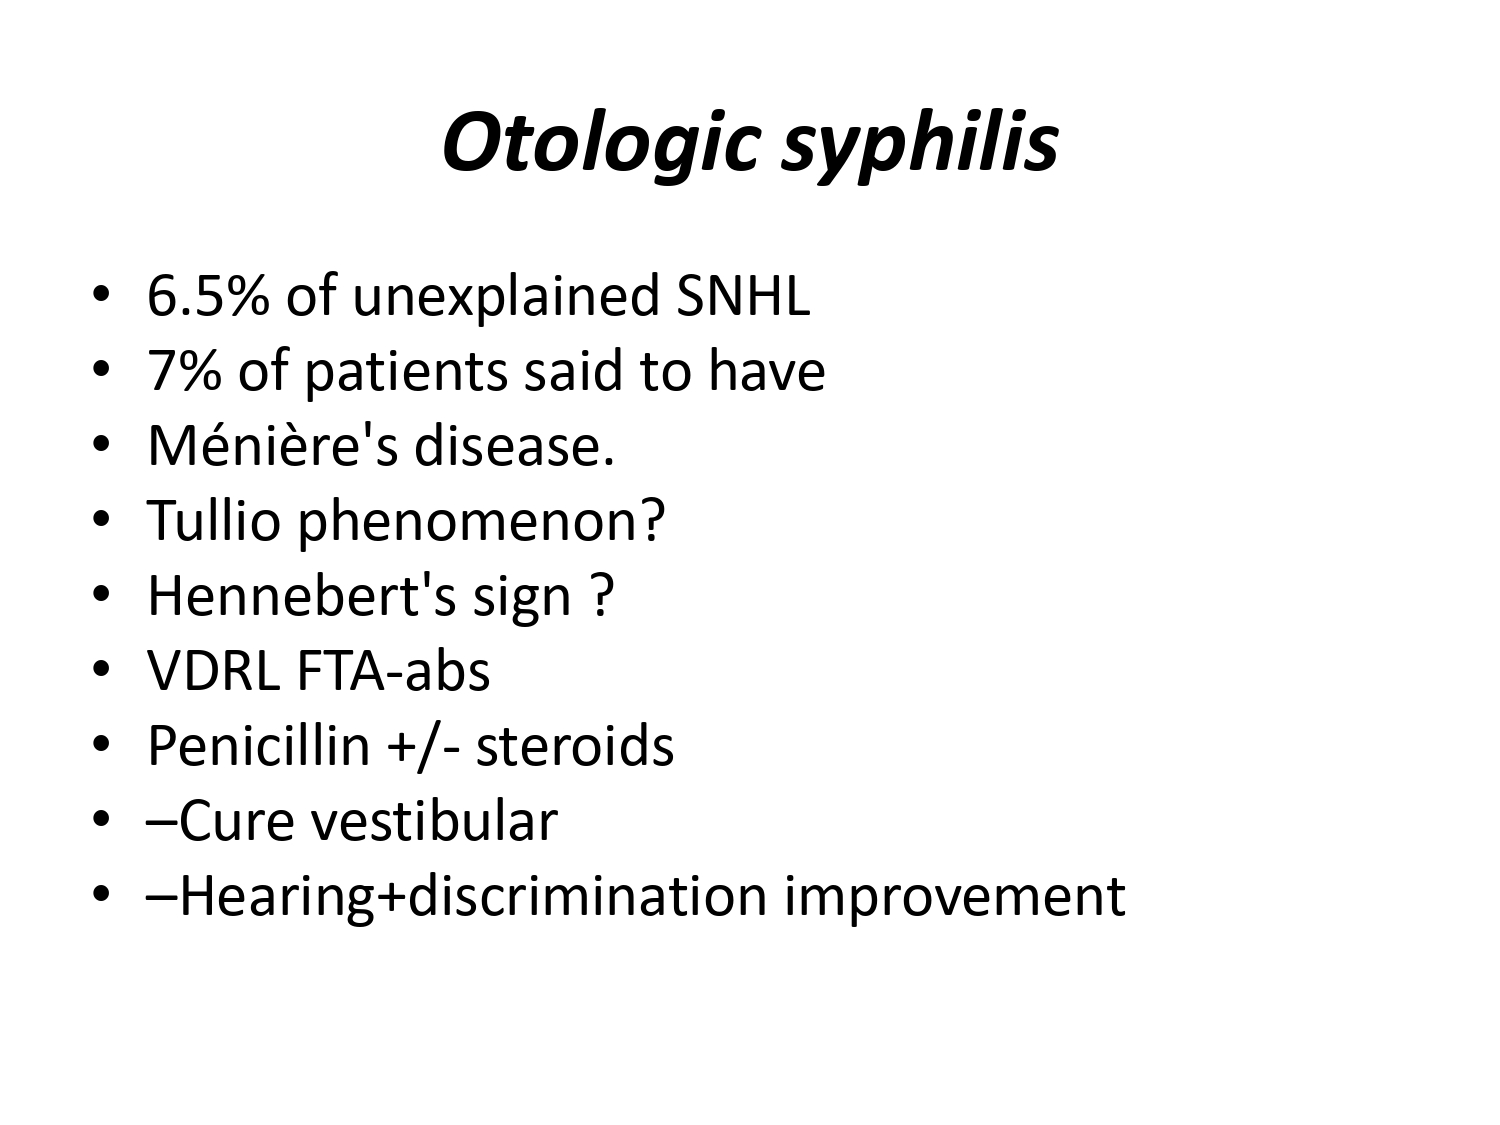 Otologic syphilis
• 6.5% of unexplained SNHL
• 7% of patients said to have
• Ménière's disease.
• Tullio phenomenon?
• Hennebert's sign ?
• VDRL FTA-abs
• Penicillin +/- steroids
• –Cure vestibular
• –Hearing+discrimination improvement